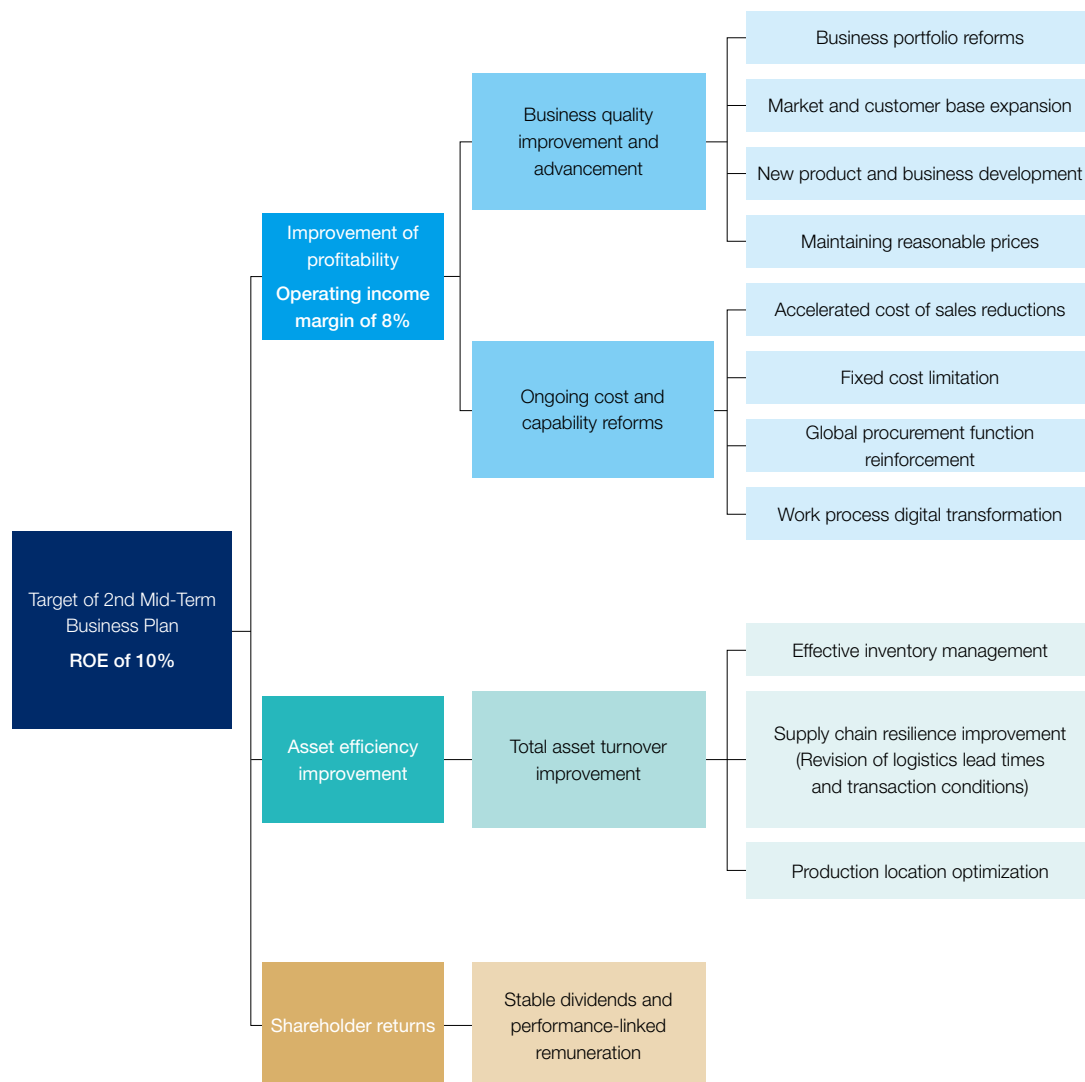 Target of 2nd Mid-Term
Business Plan
ROE of 10%
Improvement of
profitability
Operating income
margin of 8%
Business quality
improvement and
advancement
Business portfolio reforms
Market and customer base expansion
New product and business development
Maintaining reasonable prices
Ongoing cost and
capability reforms
Accelerated cost of sales reductions
Fixed cost limitation
Global procurement function
reinforcement
Work process digital transformation
Asset efficiency
improvement
Total asset turnover
improvement
Effective inventory management
Supply chain resilience improvement
(Revision of logistics lead times
and transaction conditions)
Production location optimization
Shareholder returns
Stable dividends and
performance-linked
remuneration